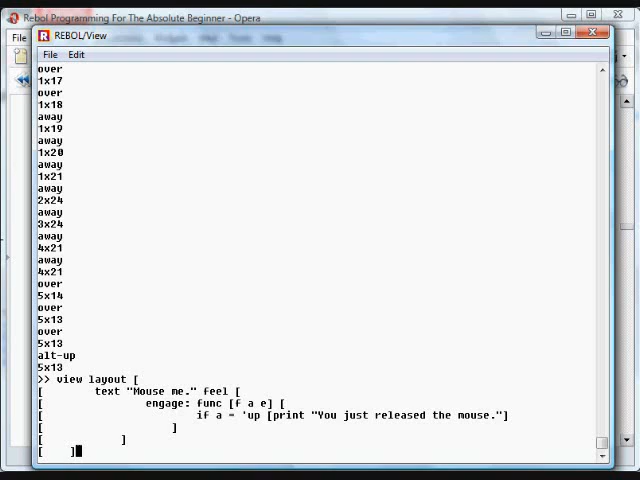 Rebol Programming For The Absolute Beginner - Opera
REBOL/View
File
File Edit
over
1x17
over
1x18
away
1x19
away
1x20
away
1x21
away
2x24
away
3x24
away
4x21
away
4x21
over
5x14
over
5x13
over
5x13
alt-up
5x13
>> view layout [
[ text "Mouse me." feel [
[ engage: func [f a e] [
[ if a = 'up [print "You just released the mouse."]
[ ]
[ ]
[ ]